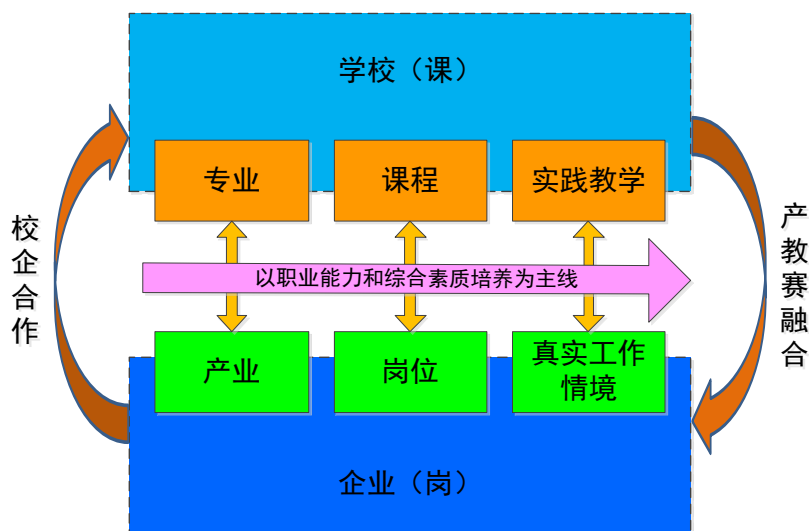 学校（课）
专业
课程
实践教学
校企合作
以职业能力和综合素质培养为主线
产教赛融合
产业
岗位
真实工作
情境
企业（岗）